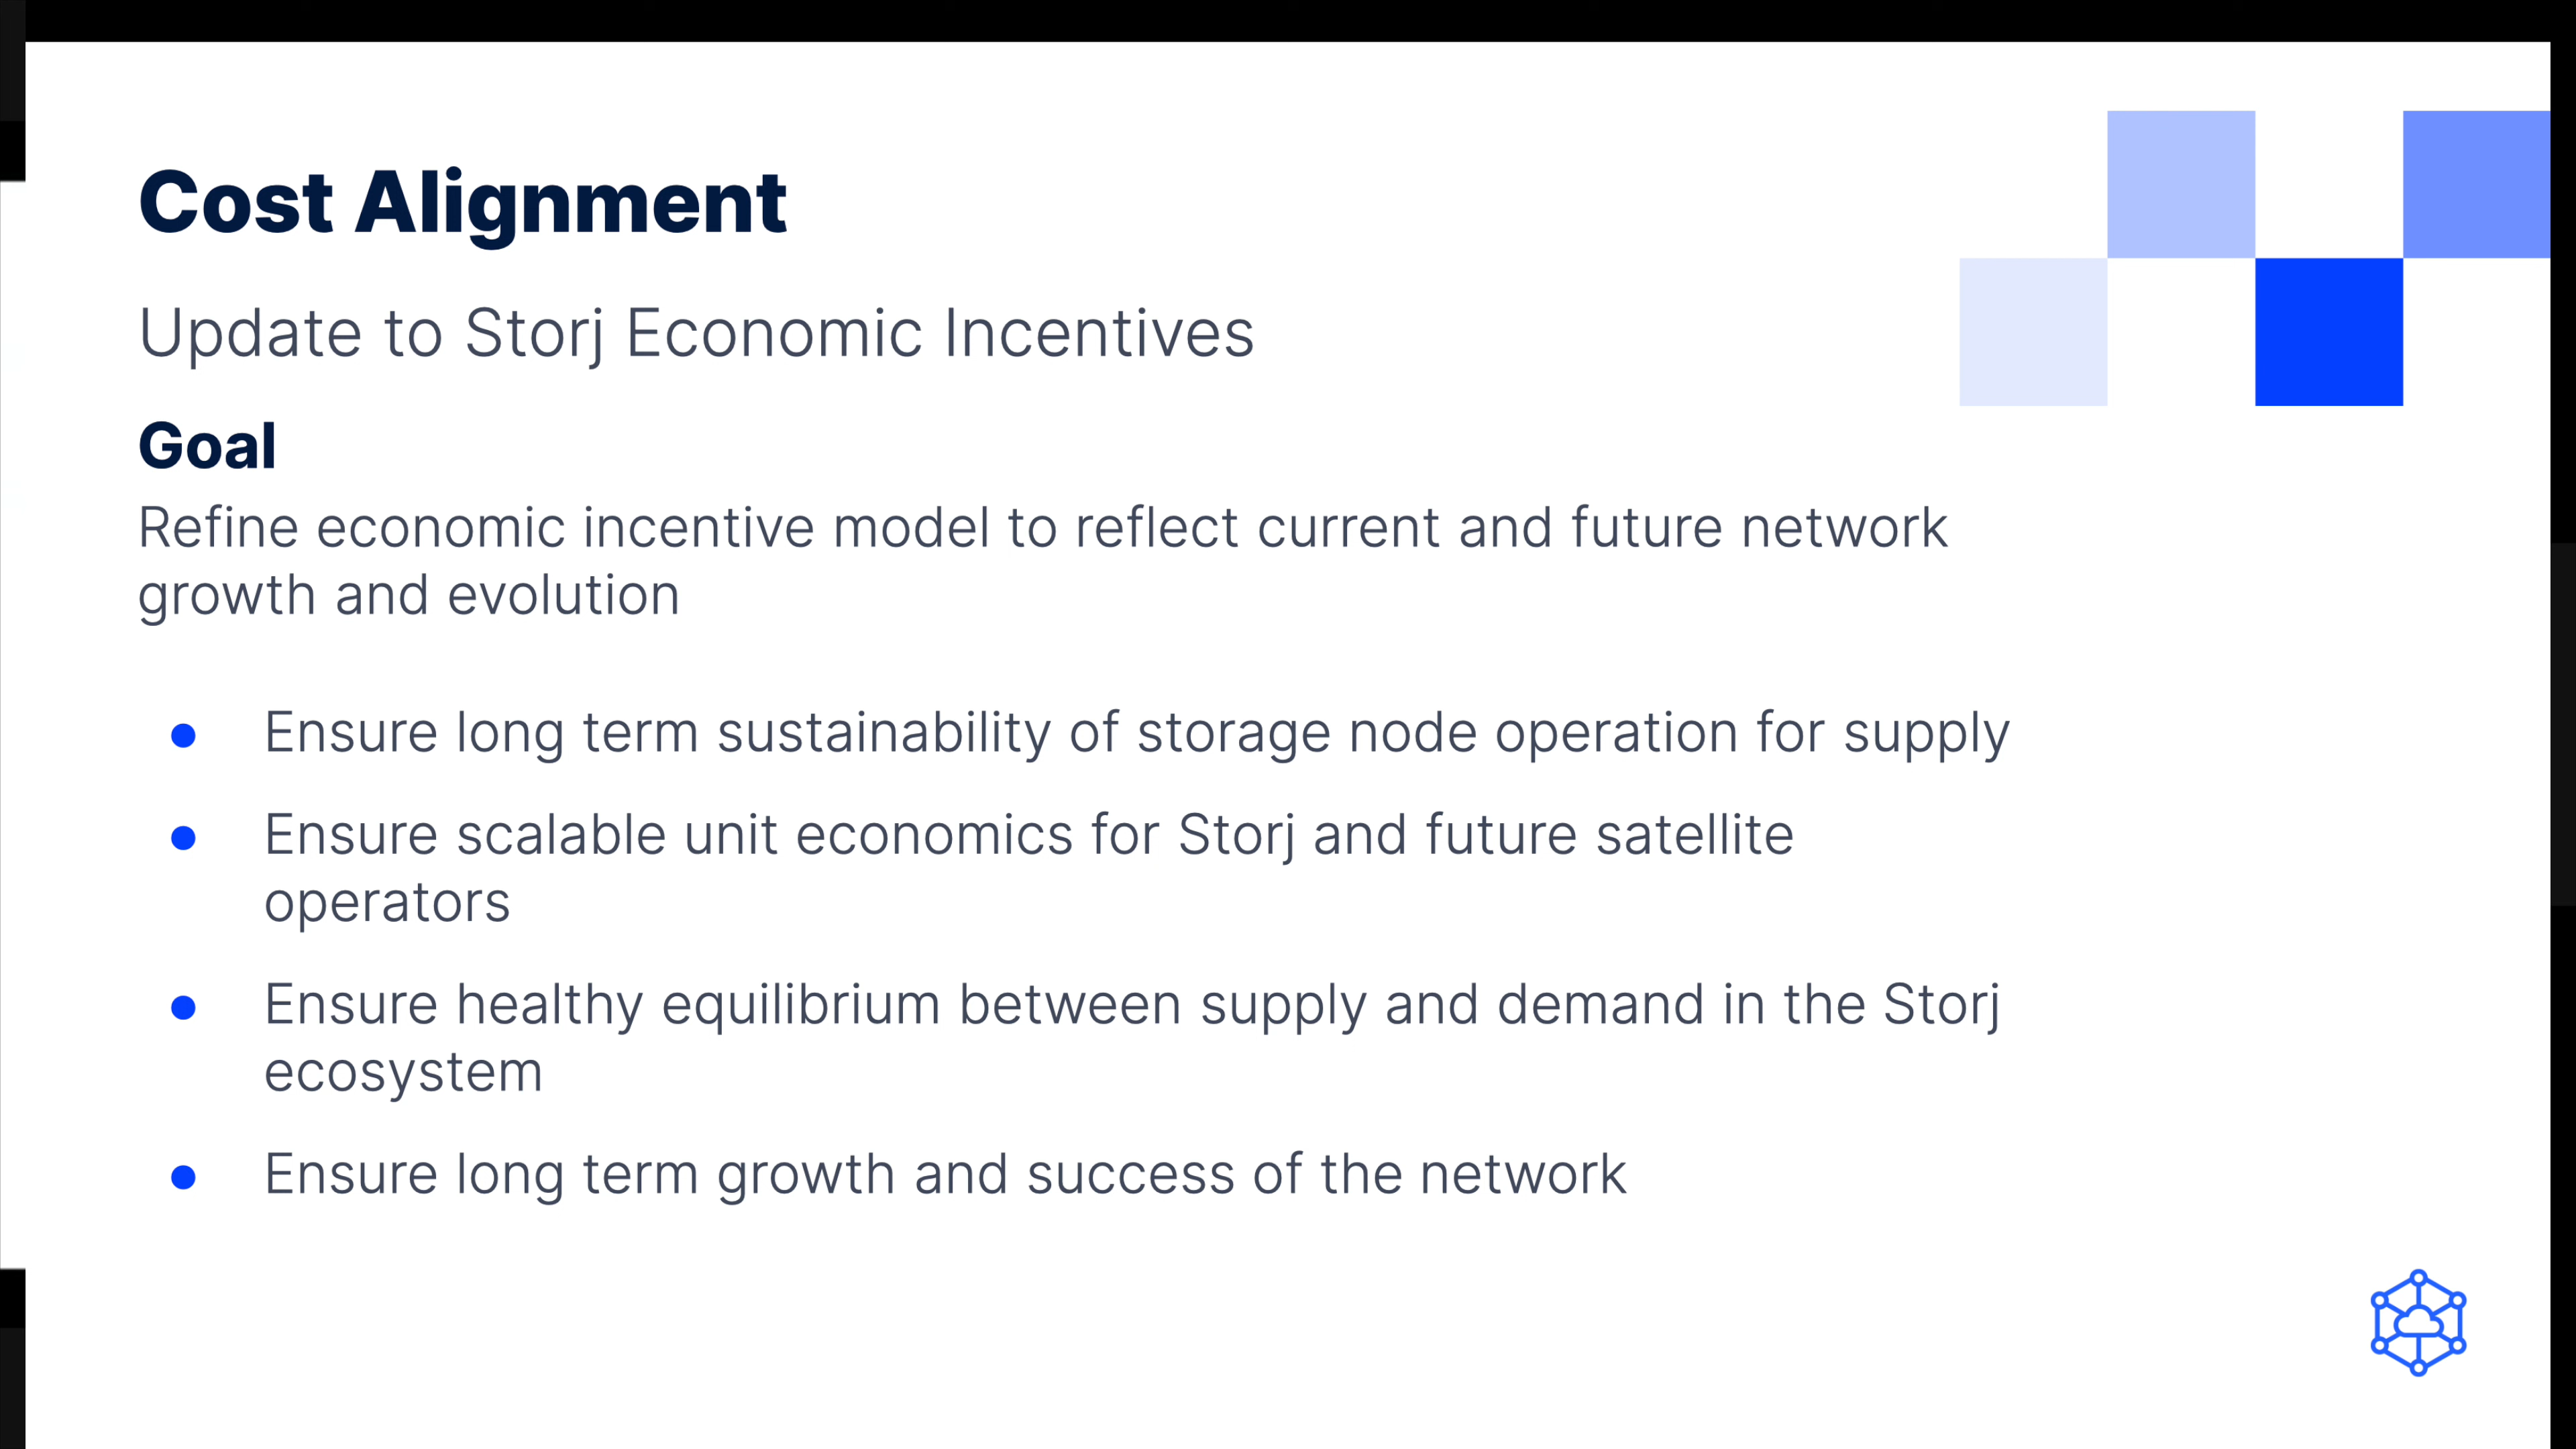 Cost Alignment
Update to Storj Economic Incentives
Goal
Refine economic incentive model to reflect current and future network
growth and evolution
Ensure long term sustainability of storage node operation for supply
Ensure scalable unit economics for Storj and future satellite
operators
Ensure healthy equilibrium between supply and demand in the Storj
ecosystem
Ensure long term growth and success of the network